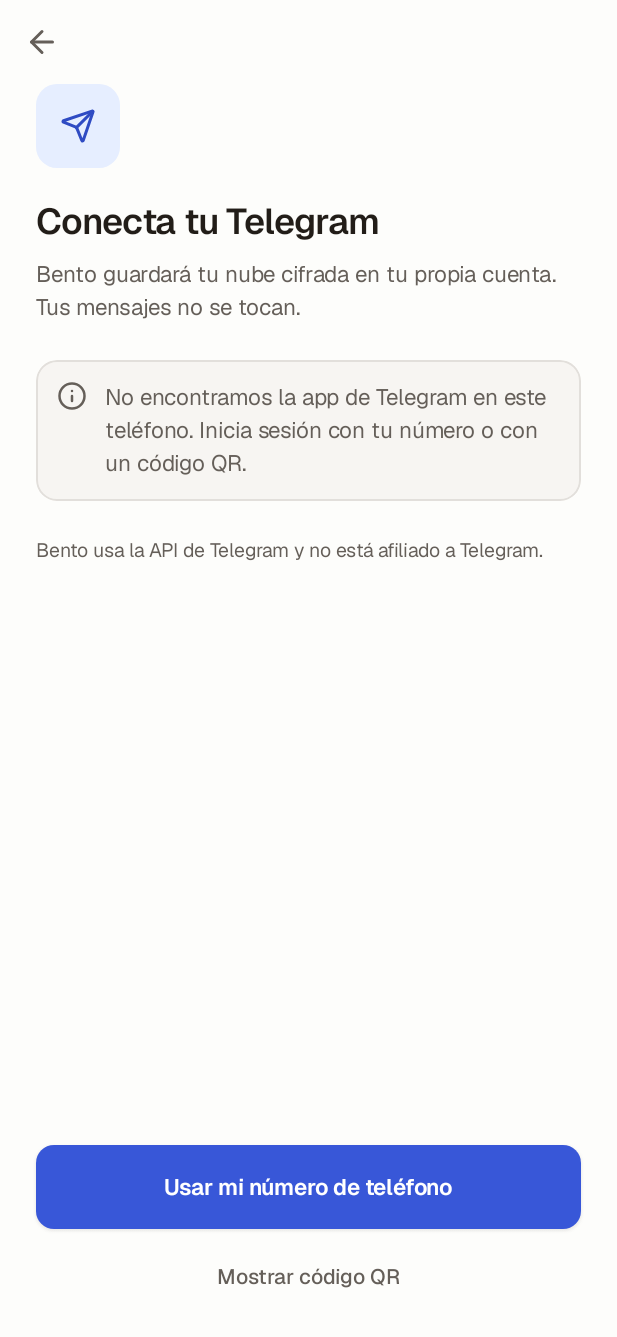 Conecta tu Telegram
Bento guardará tu nube cifrada en tu propia cuenta.
Tus mensajes no se tocan.
No encontramos la app de Telegram en este
teléfono. Inicia sesión con tu número o con
un código QR.
Bento usa la API de Telegram y no está afiliado a Telegram.
Usar mi número de teléfono
Mostrar código QR